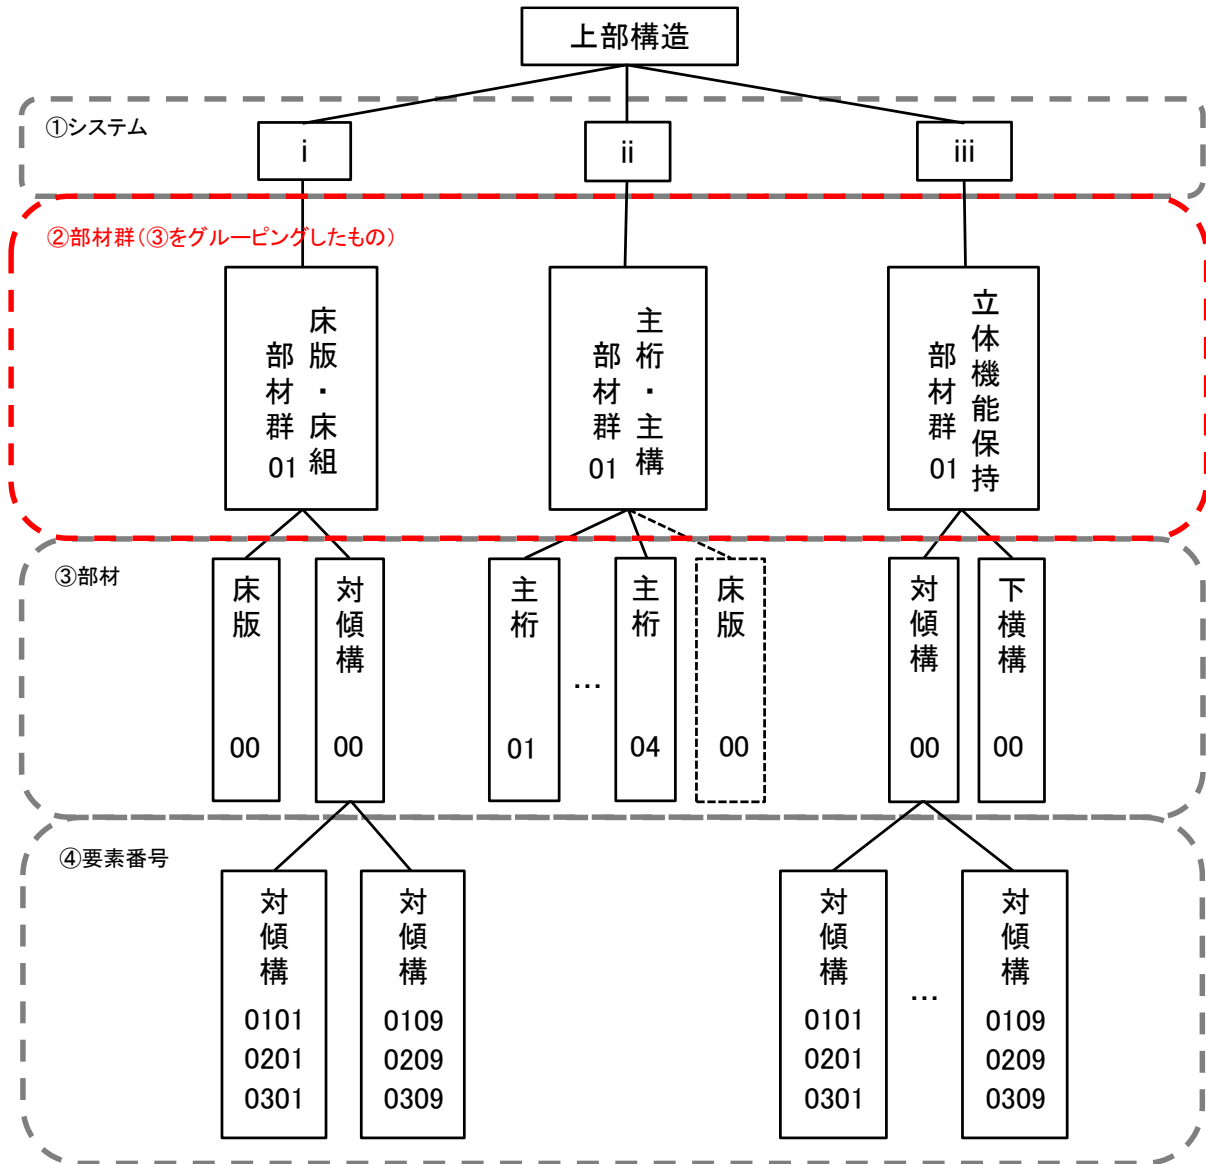 上部構造
①システム
i
ii
iii
②部材群(③をグルーピングしたもの)
床版・床組
部材群01
主桁・主構
部材群01
立体機能保持
部材群01
③部材
床版 00
対傾構 00
主桁 01
…
主桁 04
床版 00
対傾構 00
下横構 00
④要素番号
対傾構
0101
0201
0301
対傾構
0109
0209
0309
対傾構
0101
0201
0301
…
対傾構
0109
0209
0309